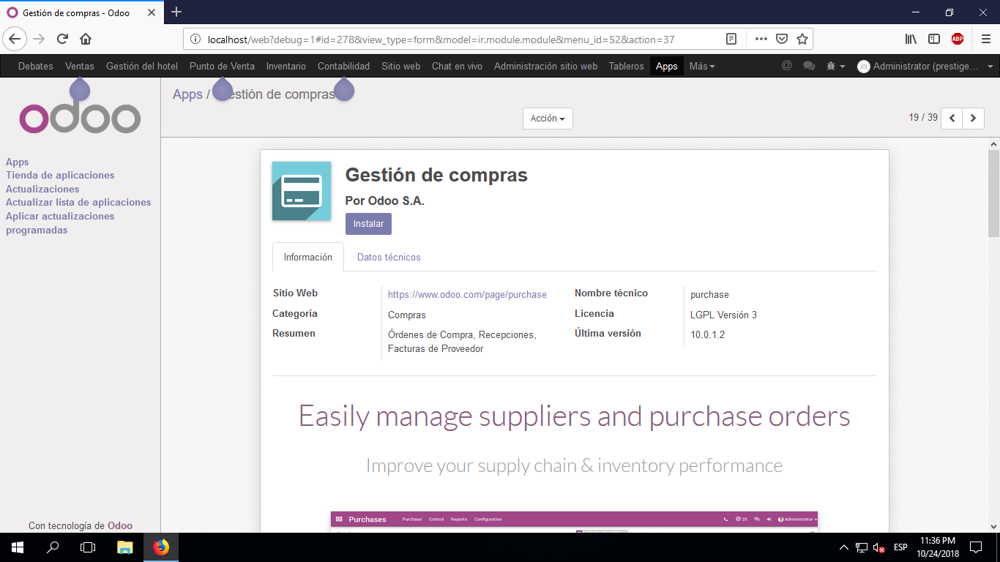 Gestión de compras - Odoo
localhost/web?debug=1#id=278&view_type=form&model=ir.module.module&menu_id=52&action=37
ABP
Debates Ventas Gestión del hotel Punto de Venta Inventario Contabilidad Sitio web Chat en vivo Administración sitio web Tableros Apps Más @ Administrator (prestige...
odoo
Apps / estión de compras
Acción
19 / 39
Apps
Tienda de aplicaciones
Actualizaciones
Actualizar lista de aplicaciones
Aplicar actualizaciones
programadas
Gestión de compras
Por Odoo S.A.
Instalar
Información Datos técnicos
Sitio Web https://www.odoo.com/page/purchase
Categoría Compras
Resumen Órdenes de Compra, Recepciones,
Facturas de Proveedor
Nombre técnico purchase
Licencia LGPL Versión 3
Última versión 10.0.1.2
Easily manage suppliers and purchase orders
Improve your supply chain & inventory performance
Purchases Purchase Control Reports Configuration @ 25 Administrator
Con tecnología de Odoo
ESP
11:36 PM
10/24/2018